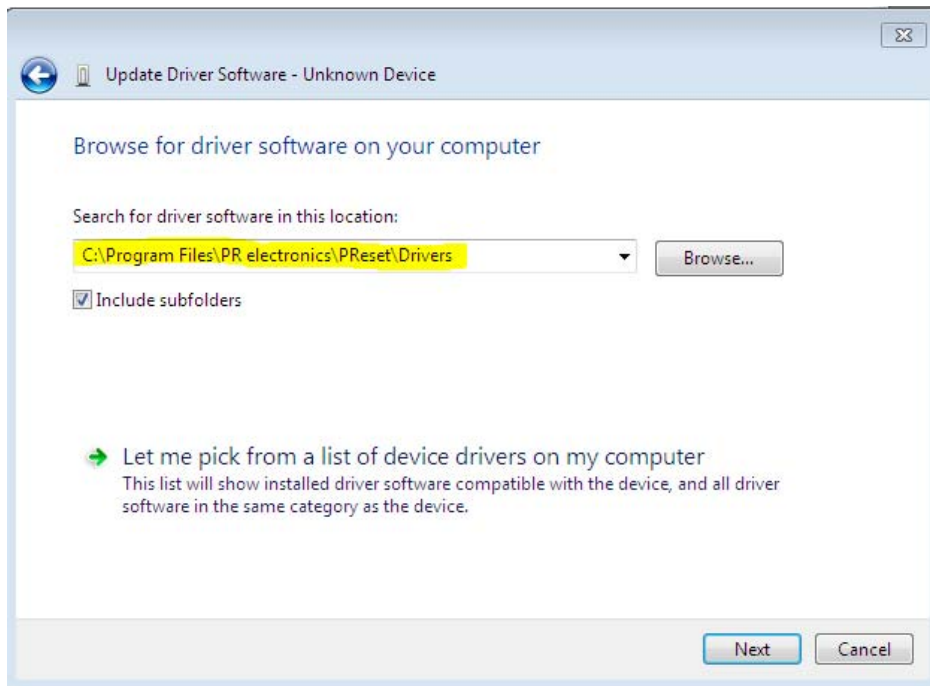 Update Driver Software - Unknown Device
Browse for driver software on your computer
Search for driver software in this location:
C:\Program Files\PR electronics\PReset\Drivers
Browse...
Include subfolders
Let me pick from a list of device drivers on my computer
This list will show installed driver software compatible with the device, and all driver
software in the same category as the device.
Next
Cancel